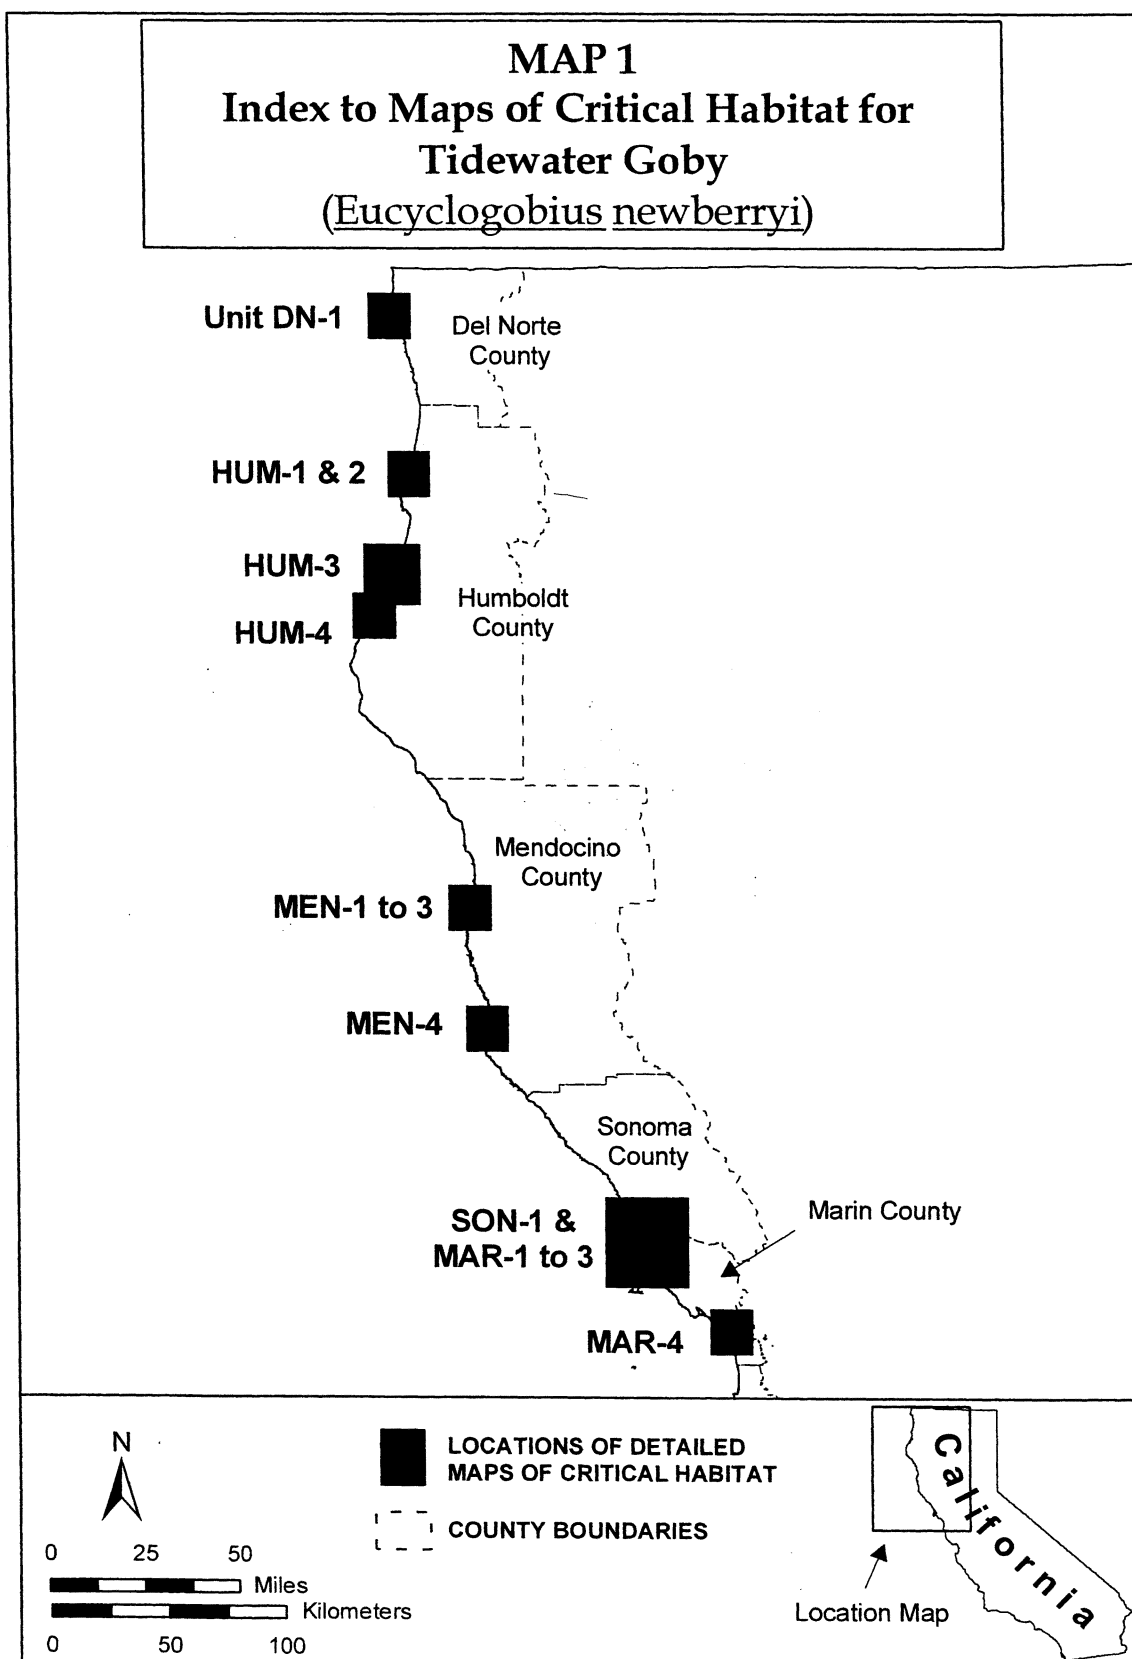 MAP 1
Index to Maps of Critical Habitat for
Tidewater Goby
(Eucyclogobius newberryi)
Unit DN-1
Del Norte
County
HUM-1 & 2
HUM-3
Humboldt
County
HUM-4
Mendocino
County
MEN-1 to 3
MEN-4
Sonoma
County
SON-1 &
MAR-1 to 3
Marin County
MAR-4
N
LOCATIONS OF DETAILED
MAPS OF CRITICAL HABITAT
COUNTY BOUNDARIES
0 25 50
Miles
Kilometers
0 50 100
California
Location Map